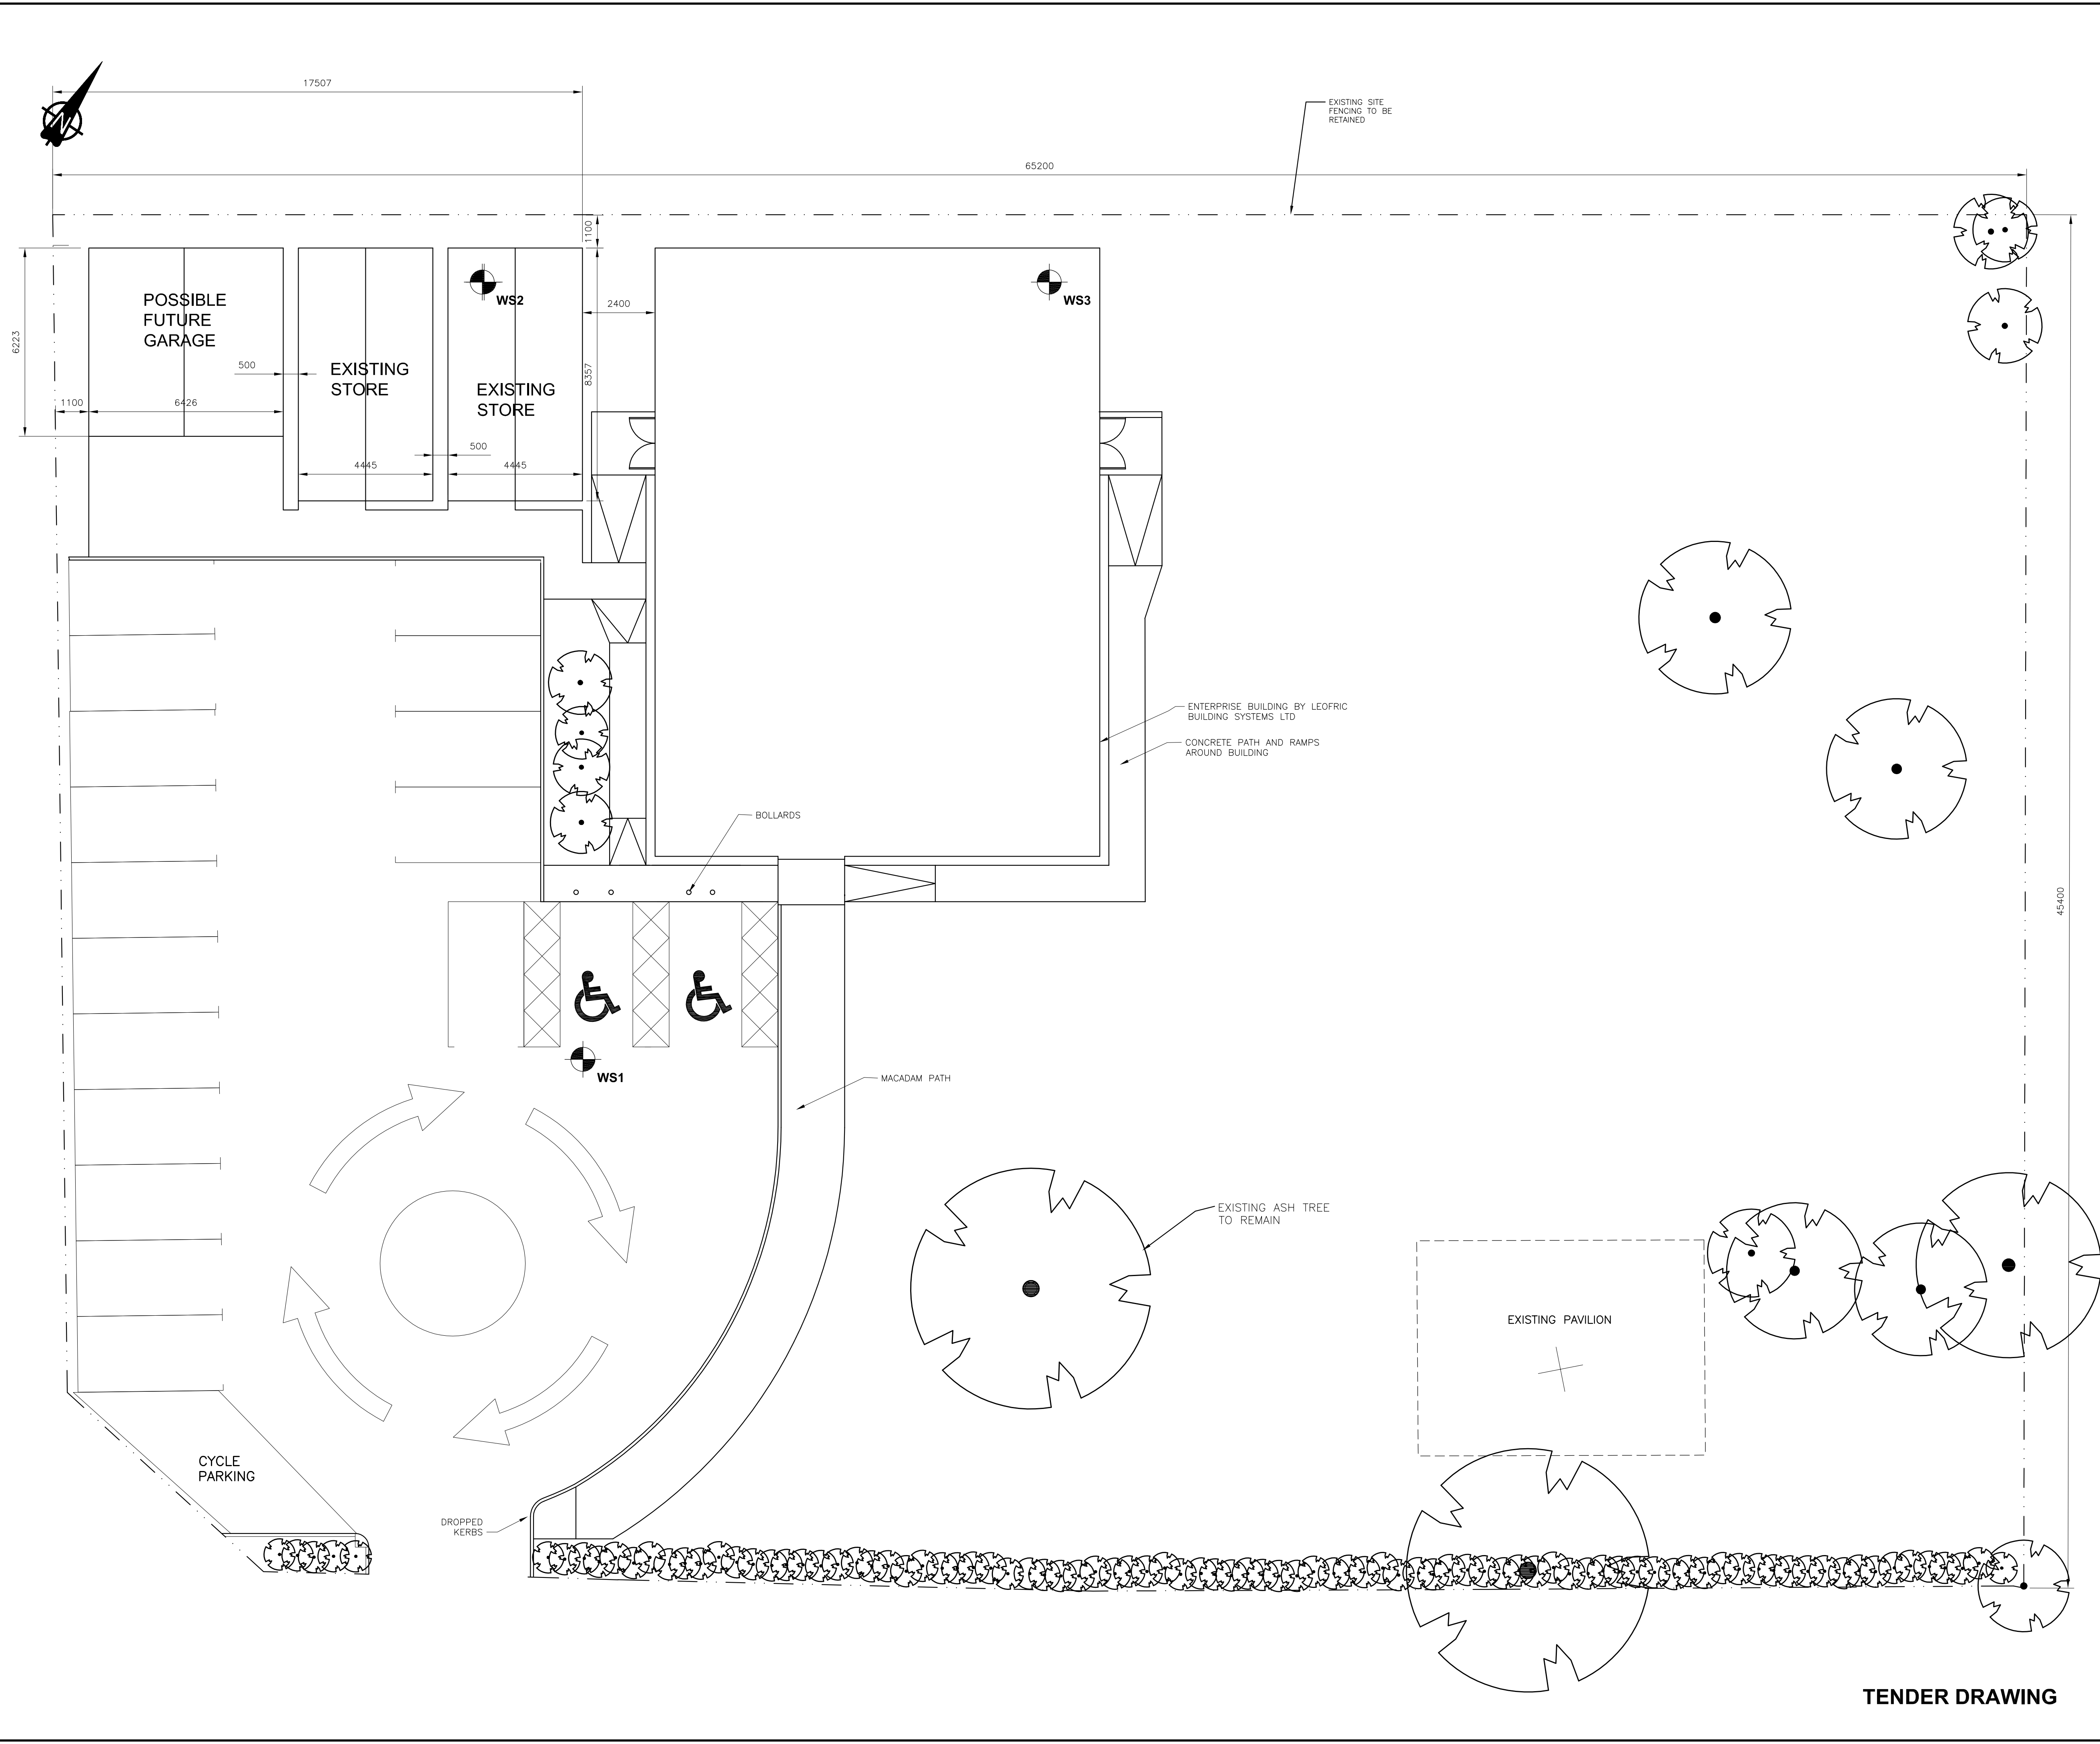 17507
EXISTING SITE
FENCING TO BE
RETAINED
N
65200
1100
POSSIBLE
FUTURE
GARAGE
WS2
WS3
2400
6223
500
EXISTING
STORE
8357
EXISTING
STORE
1100
6426
500
4445
4445
ENTERPRISE BUILDING BY LEOFRIC
BUILDING SYSTEMS LTD
CONCRETE PATH AND RAMPS
AROUND BUILDING
BOLLARDS
45400
WS1
MACADAM PATH
EXISTING ASH TREE
TO REMAIN
EXISTING PAVILION
CYCLE
PARKING
DROPPED
KERBS
TENDER DRAWING